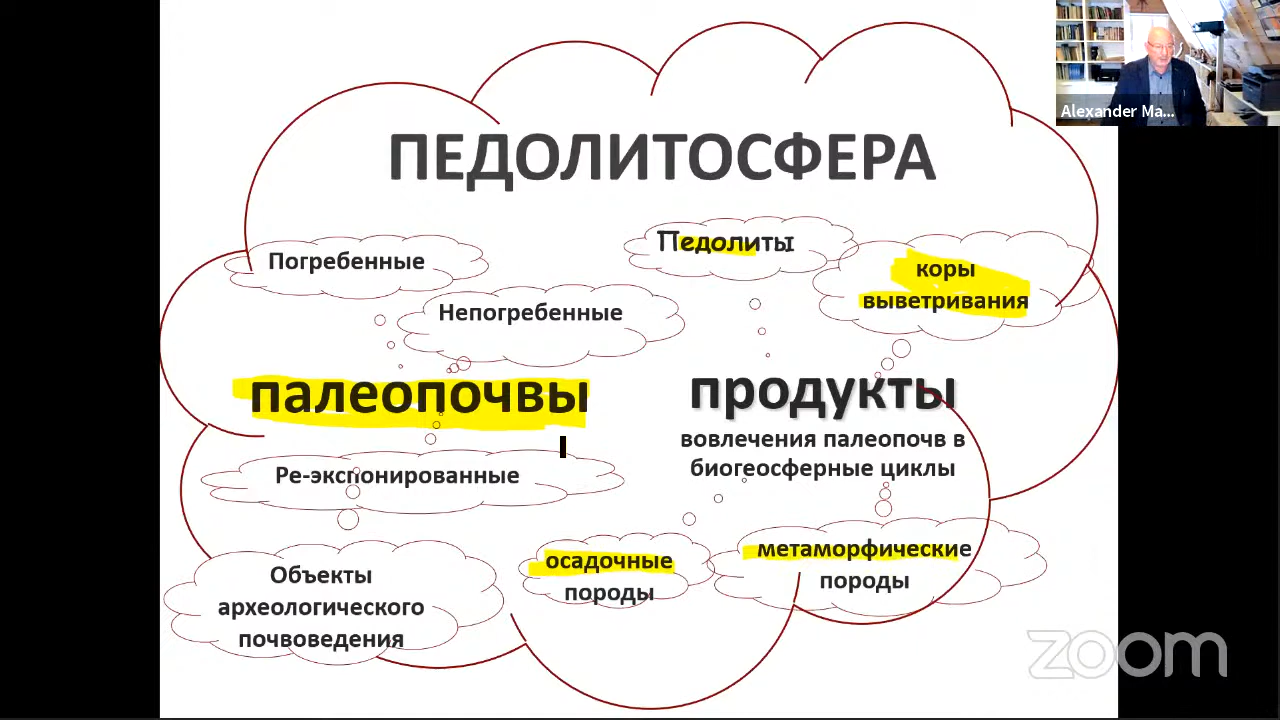 Alexander Ma...
ПЕДОЛИТОСФЕРА
Погребенные
Непогребенные
Педолиты
коры
выветривания
палеопочвы
продукты
вовлечения палеопочв в
биогеосферные циклы
Ре-экспонированные
Объекты
археологического
почвоведения
осадочные
породы
метаморфические
породы
zoom